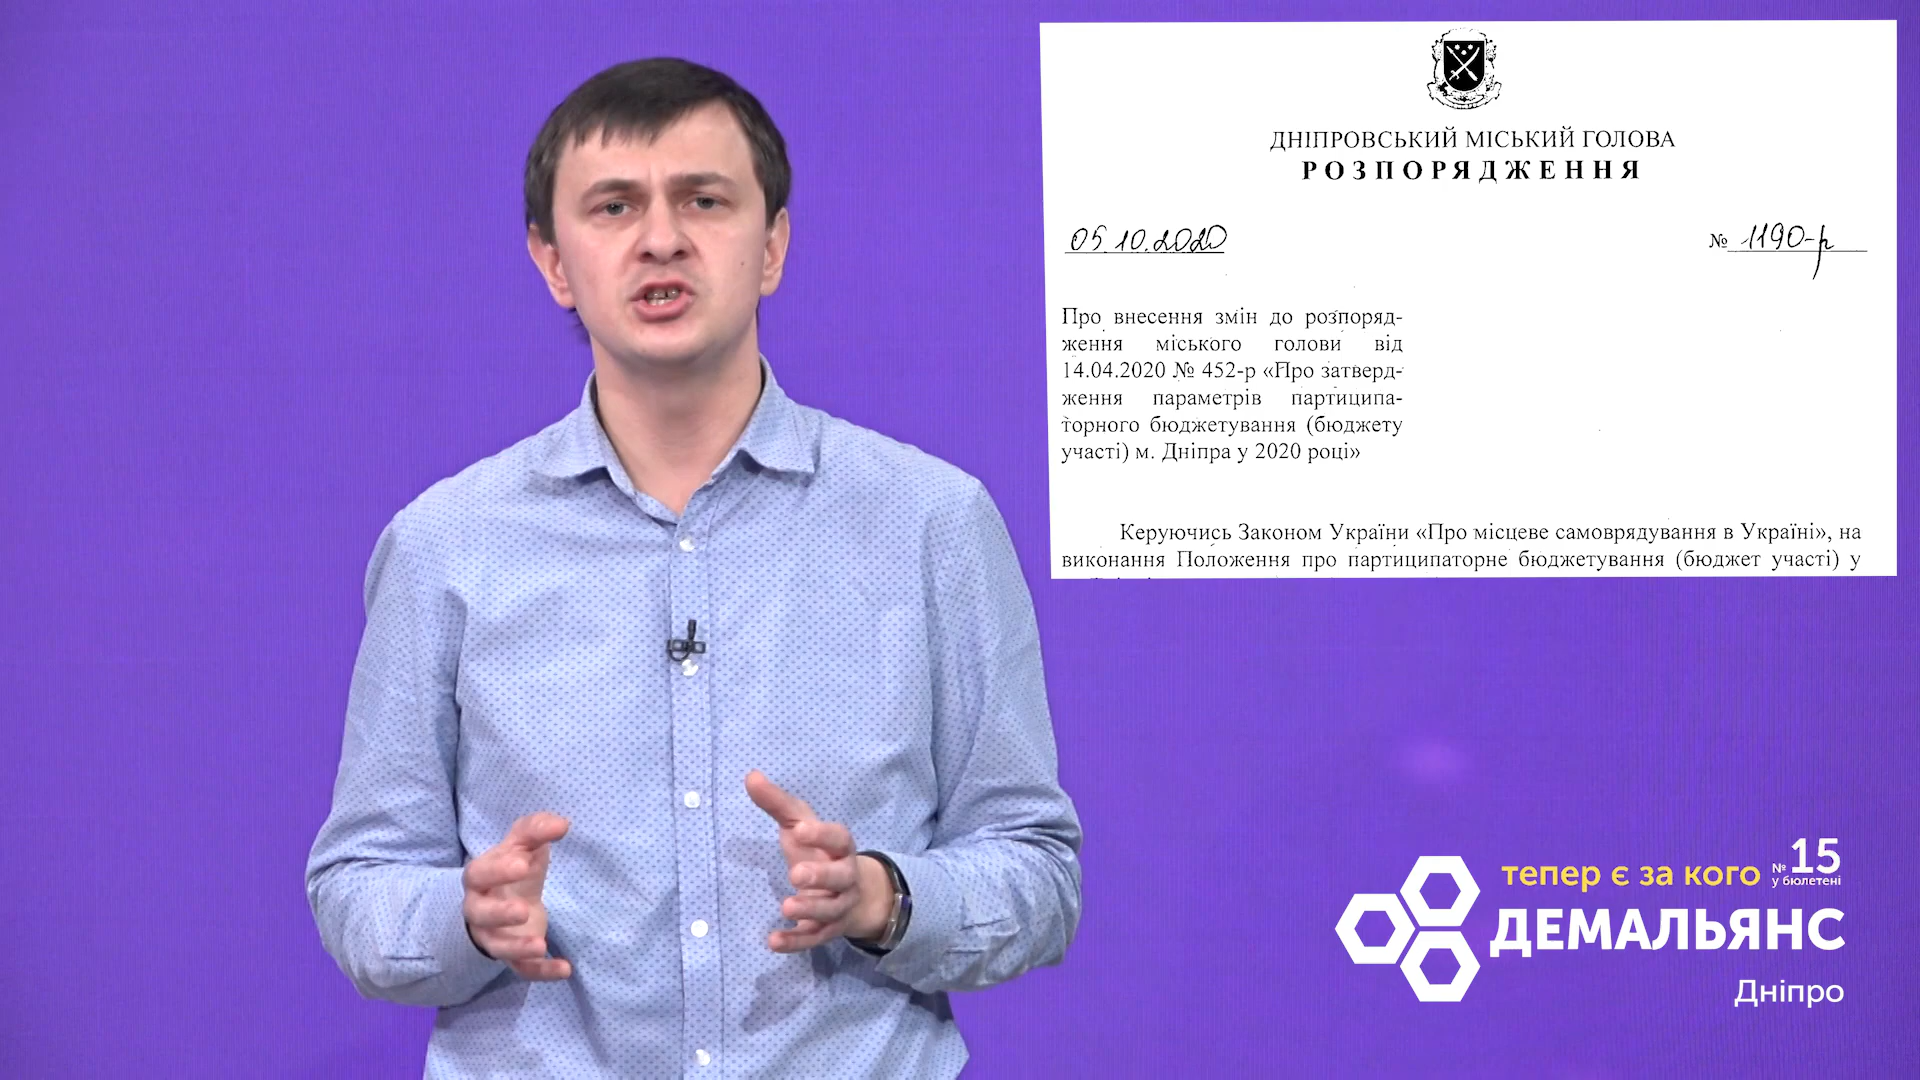 ДНІПРОВСЬКИЙ МІСЬКИЙ ГОЛОВА
РОЗПОРЯДЖЕННЯ
05.10.2020
№ 1190-р
Про внесення змін до розпоряд-
ження міського голови від
14.04.2020 № 452-р «Про затверд-
ження параметрів партиципа-
торного бюджетування (бюджету
участі) м. Дніпра у 2020 році»
Керуючись Законом України «Про місцеве самоврядування в Україні», на
виконання Положення про партиципаторне бюджетування (бюджет участі) у
тепер є за кого № 15
у бюлетені
ДЕМАЛЬЯНС
Дніпро